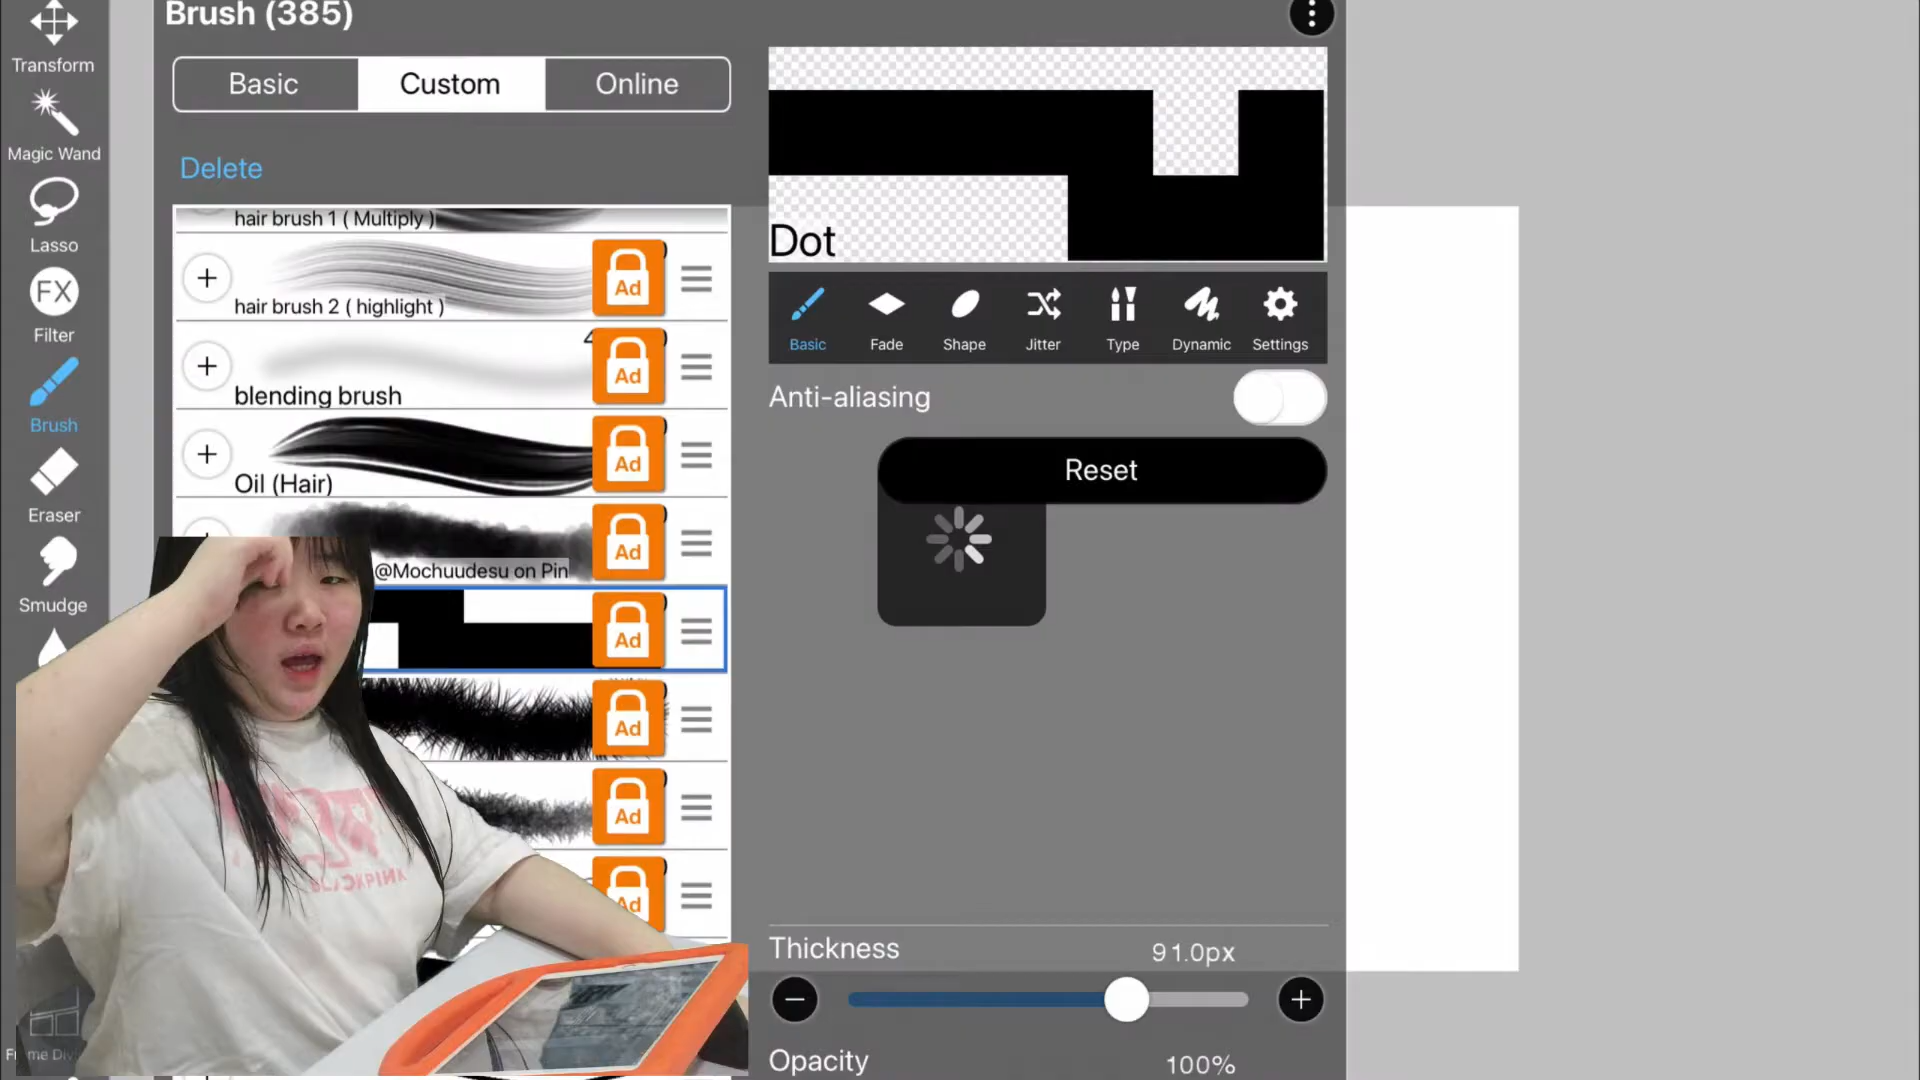 Brush (385)
Transform
Basic
Custom
Online
Magic Wand
Delete
hair brush 1 ( Multiply )
Dot
Lasso
Ad
hair brush 2 ( highlight )
FX
Filter
Basic
Fade
Shape
Jitter
Type
Dynamic
Settings
Ad
blending brush
Anti-aliasing
Brush
Ad
Reset
Oil (Hair)
Eraser
Ad
@Mochuudesu on Pin
Smudge
Ad
Ad
Ad
Ad
Thickness
91.0px
Opacity
100%